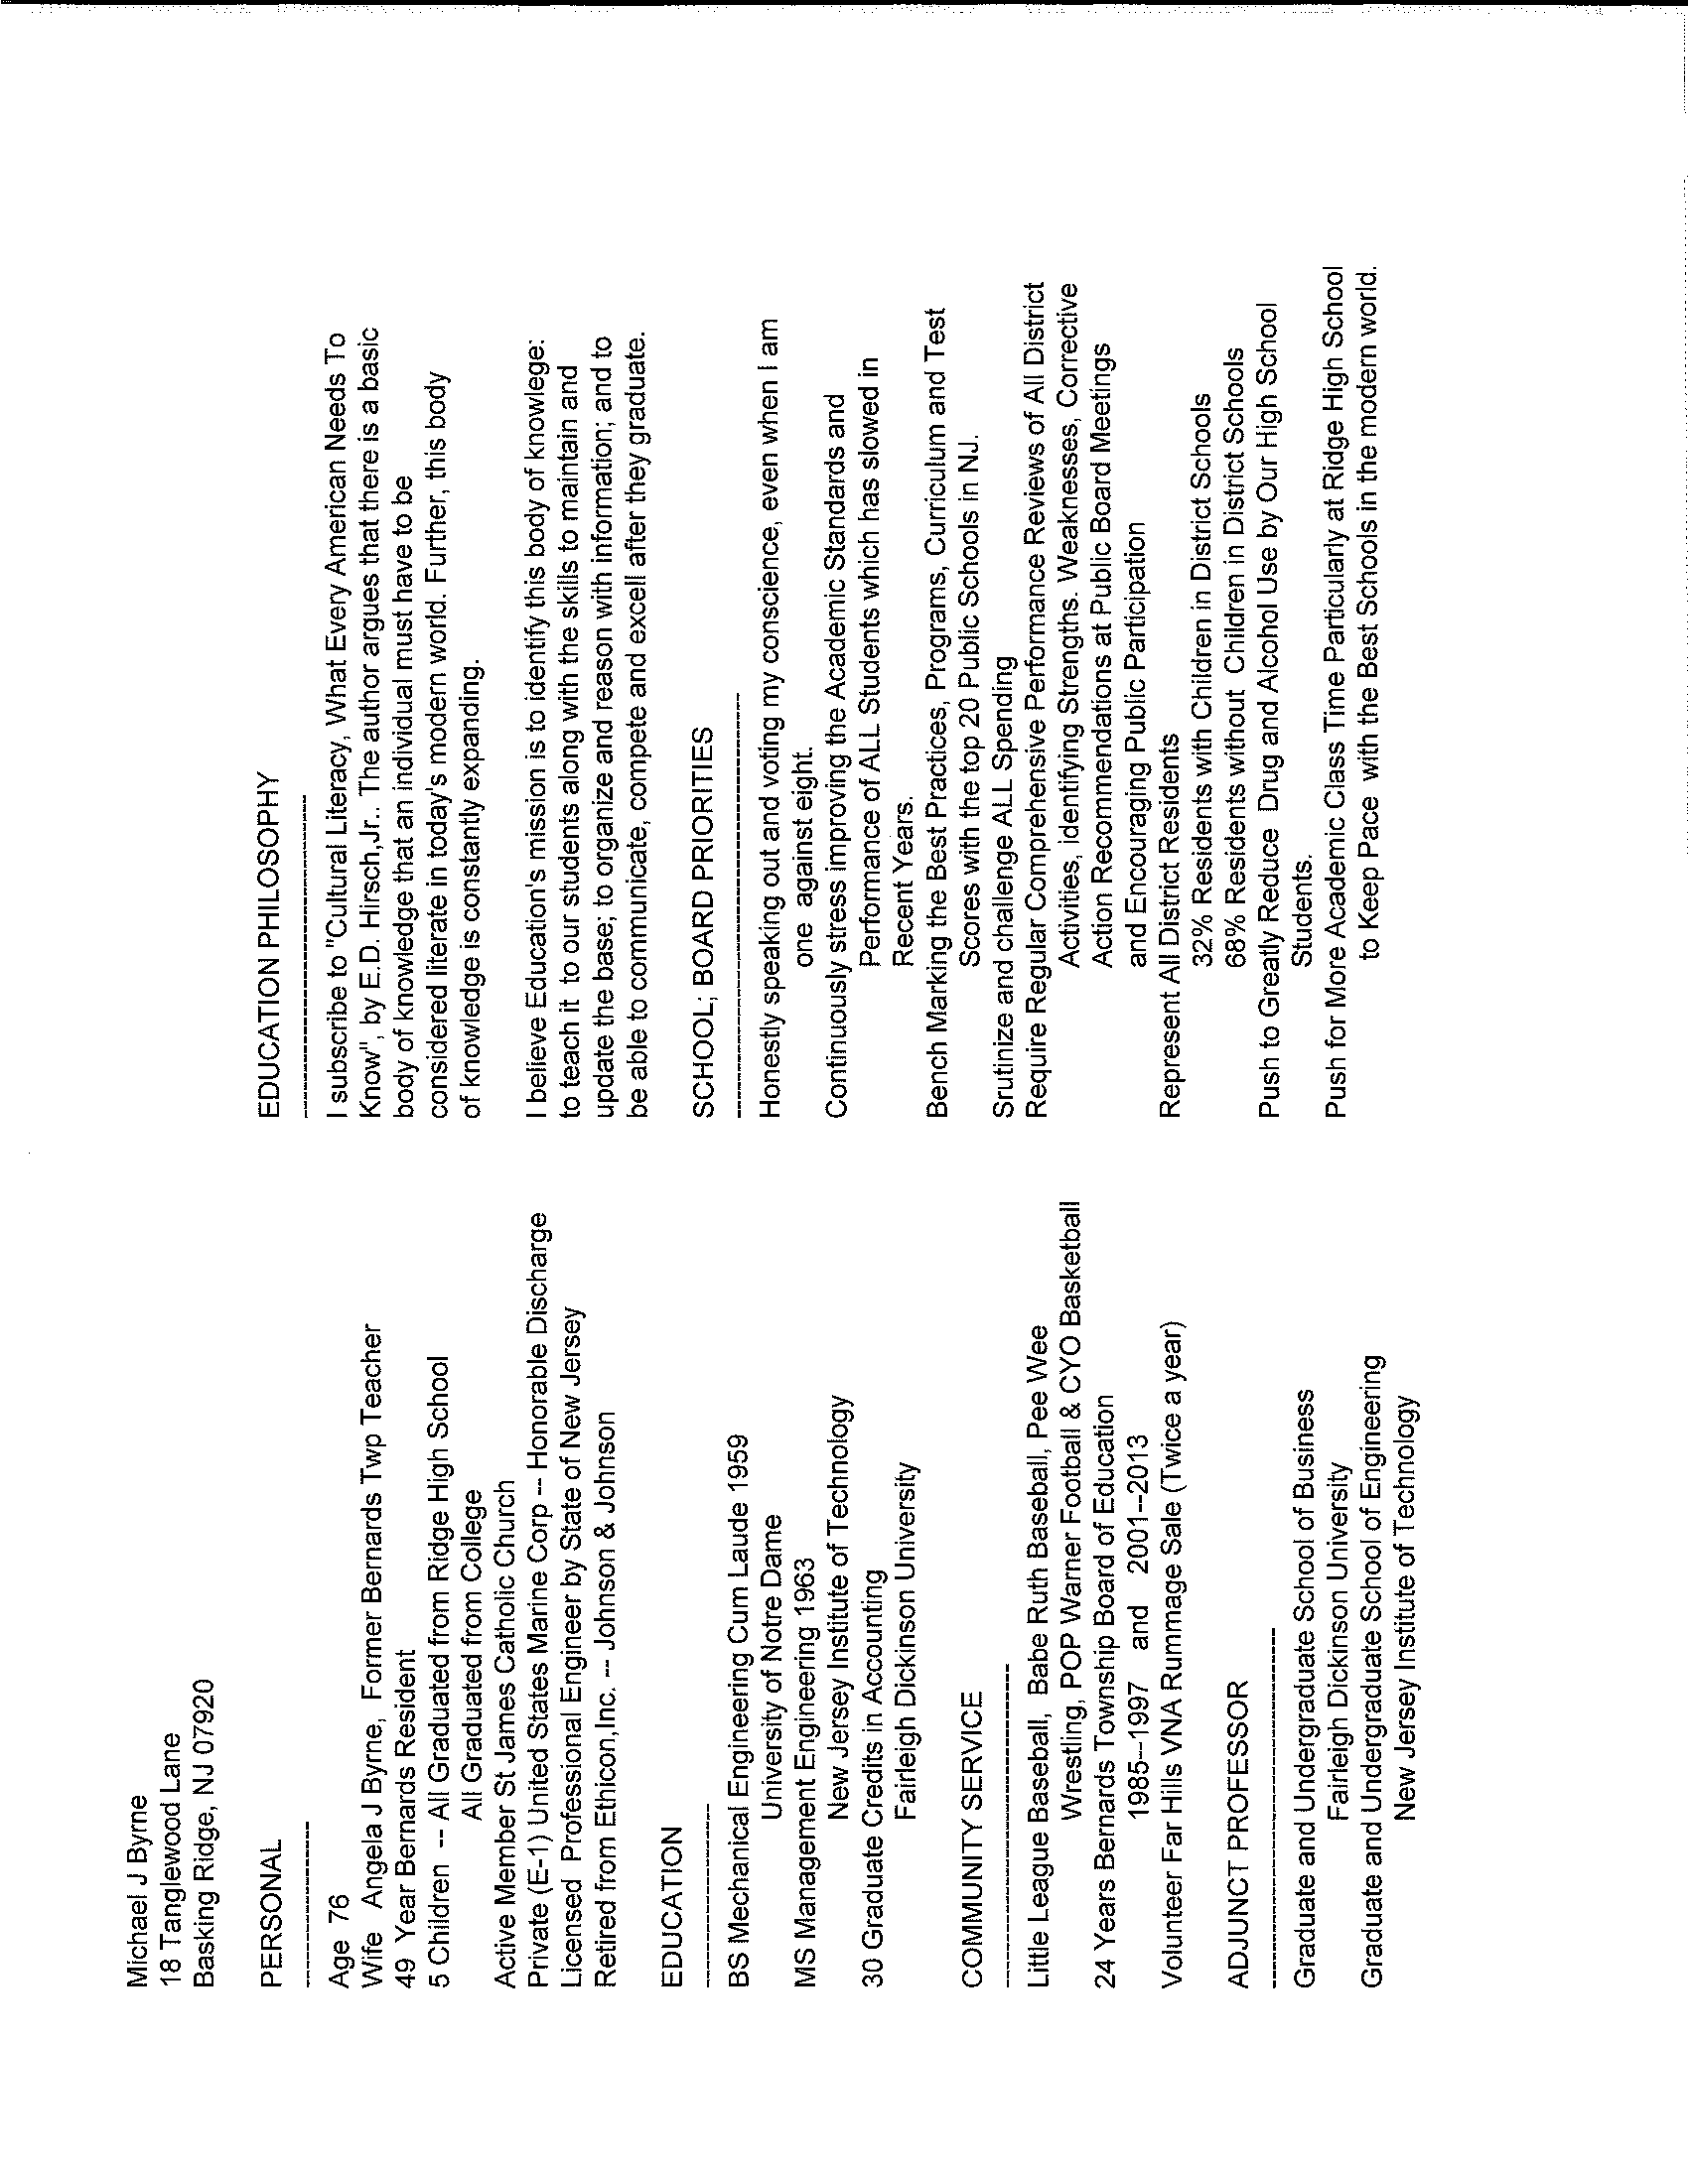 Michael J Byrne
18 Tanglewood Lane
Basking Ridge, NJ 07920
PERSONAL
--------------------
Age 76
Wife Angela J Byrne, Former Bernards Twp Teacher
49 Year Bernards Resident
5 Children -- All Graduated from Ridge High School
All Graduated from College
Active Member St James Catholic Church
Private (E-1) United States Marine Corp -- Honorable Discharge
Licensed Professional Engineer by State of New Jersey
Retired from Ethicon,Inc. -- Johnson & Johnson
EDUCATION
----------------------
BS Mechanical Engineering Cum Laude 1959
University of Notre Dame
MS Management Engineering 1963
New Jersey Institute of Technology
30 Graduate Credits in Accounting
Fairleigh Dickinson University
COMMUNITY SERVICE
---------------------------------------
Little League Baseball, Babe Ruth Baseball, Pee Wee
Wrestling, POP Warner Football & CYO Basketball
24 Years Bernards Township Board of Education
1985--1997 and 2001--2013
Volunteer Far Hills VNA Rummage Sale (Twice a year)
ADJUNCT PROFESSOR
-------------------------------------------
Graduate and Undergraduate School of Business
Fairleigh Dickinson University
Graduate and Undergraduate School of Engineering
New Jersey Institute of Technology
EDUCATION PHILOSOPHY
---------------------------------------
I subscribe to "Cultural Literacy, What Every American Needs To
Know", by E.D. Hirsch,Jr.. The author argues that there is a basic
body of knowledge that an individual must have to be
considered literate in today's modern world. Further, this body
of knowledge is constantly expanding.
I believe Education's mission is to identify this body of knowlege:
to teach it to our students along with the skills to maintain and
update the base; to organize and reason with information; and to
be able to communicate, compete and excell after they graduate.
SCHOOL; BOARD PRIORITIES
----------------------------------------------------
Honestly speaking out and voting my conscience, even when I am
one against eight.
Continuously stress improving the Academic Standards and
Performance of ALL Students which has slowed in
Recent Years.
Bench Marking the Best Practices, Programs, Curriculum and Test
Scores with the top 20 Public Schools in NJ.
Srutinize and challenge ALL Spending
Require Regular Comprehensive Performance Reviews of All District
Activities, identifying Strengths. Weaknesses, Corrective
Action Recommendations at Public Board Meetings
and Encouraging Public Participation
Represent All District Residents
32% Residents with Children in District Schools
68% Residents without Children in District Schools
Push to Greatly Reduce Drug and Alcohol Use by Our High School
Students.
Push for More Academic Class Time Particularly at Ridge High School
to Keep Pace with the Best Schools in the modern world.